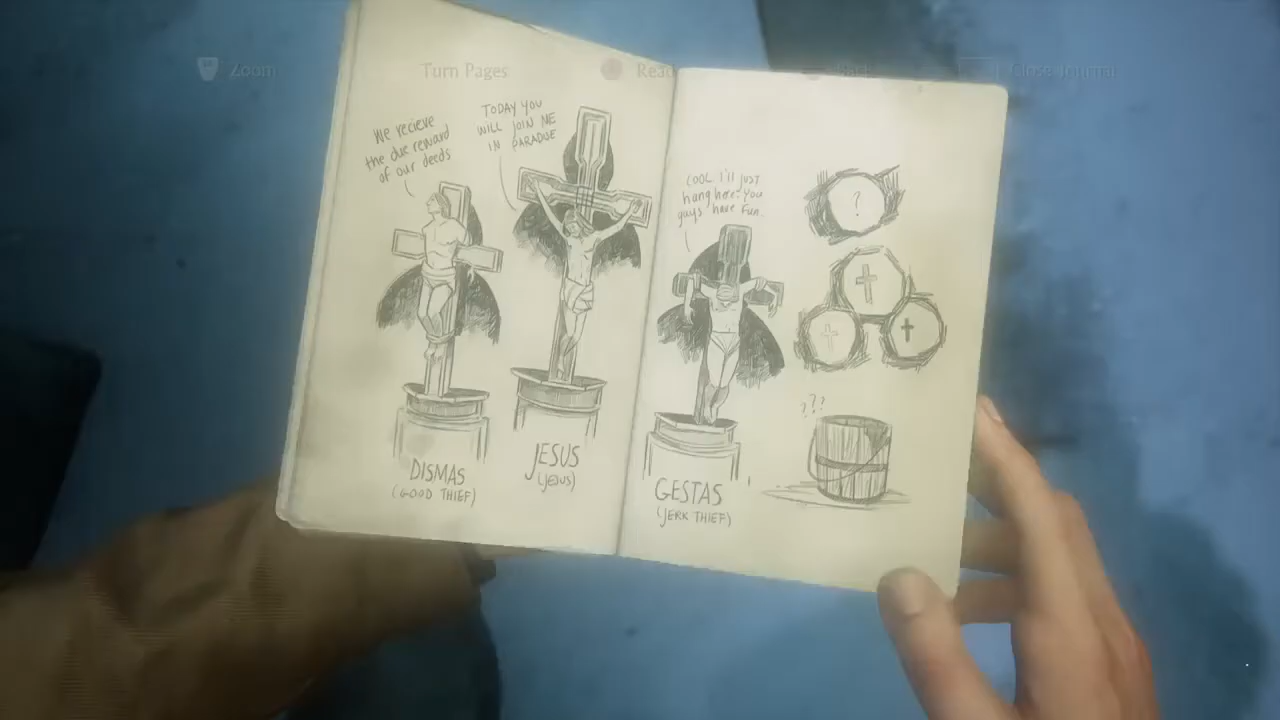 Zoom
Turn Pages
Read
Close Journal
We recieve
the due reward
of our deeds
TODAY YOU
WILL JOIN ME
IN PARADISE
DISMAS
(GOOD THIEF)
JESUS
(JESUS)
COOL I'll JUST
hang here. You
guys have Fun.
GESTAS
(JERK THIEF)
?
???